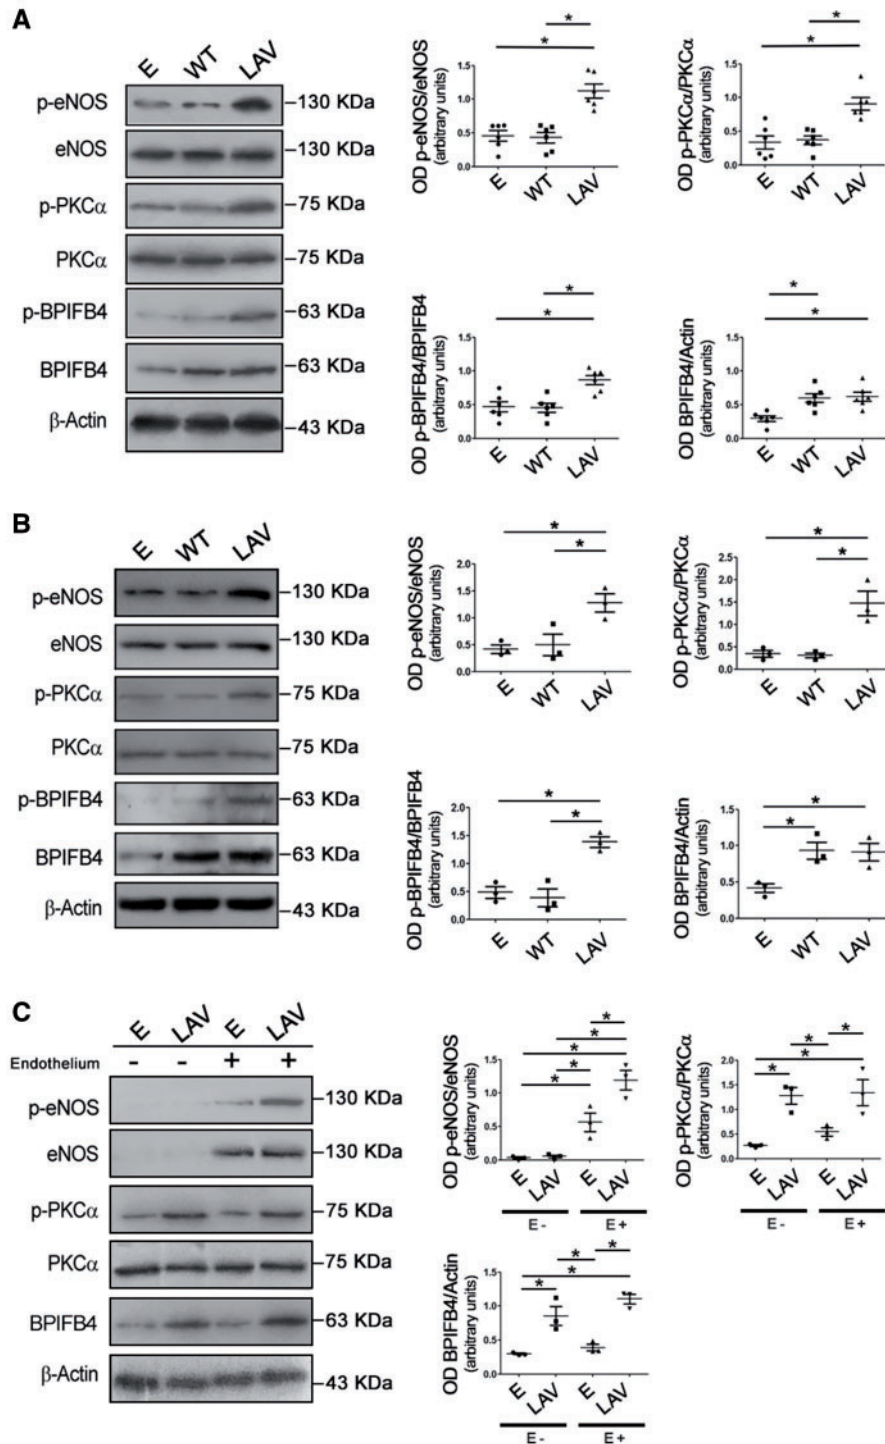 A
E WT LAV
p-eNOS –130 KDa
eNOS –130 KDa
p-PKCα –75 KDa
PKCα –75 KDa
p-BPIFB4 –63 KDa
BPIFB4 –63 KDa
β-Actin –43 KDa
OD p-eNOS/eNOS
(arbitrary units)
1.5
1.0
0.5
0.0
* *
E WT LAV
OD p-PKCα/PKCα
(arbitrary units)
1.5
1.0
0.5
0.0
* *
E WT LAV
OD p-BPIFB4/BPIFB4
(arbitrary units)
1.5
1.0
0.5
0.0
* *
E WT LAV
OD BPIFB4/Actin
(arbitrary units)
1.5
1.0
0.5
0.0
* *
E WT LAV
B
E WT LAV
p-eNOS –130 KDa
eNOS –130 KDa
p-PKCα –75 KDa
PKCα –75 KDa
p-BPIFB4 –63 KDa
BPIFB4 –63 KDa
β-Actin –43 KDa
OD p-eNOS/eNOS
(arbitrary units)
2.0
1.5
1.0
0.5
0.0
* *
E WT LAV
OD p-PKCα/PKCα
(arbitrary units)
2.0
1.5
1.0
0.5
0.0
* *
E WT LAV
OD p-BPIFB4/BPIFB4
(arbitrary units)
2.0
1.5
1.0
0.5
0.0
* *
E WT LAV
OD BPIFB4/Actin
(arbitrary units)
1.5
1.0
0.5
0.0
* *
E WT LAV
C
E LAV E LAV
Endothelium - - + +
p-eNOS –130 KDa
eNOS –130 KDa
p-PKCα –75 KDa
PKCα –75 KDa
BPIFB4 –63 KDa
β-Actin –43 KDa
OD p-eNOS/eNOS
(arbitrary units)
1.5
1.0
0.5
0.0
* * * * *
E LAV E LAV
E - E +
OD p-PKCα/PKCα
(arbitrary units)
2.0
1.5
1.0
0.5
0.0
* * * *
E LAV E LAV
E - E +
OD BPIFB4/Actin
(arbitrary units)
1.5
1.0
0.5
0.0
* * * *
E LAV E LAV
E - E +